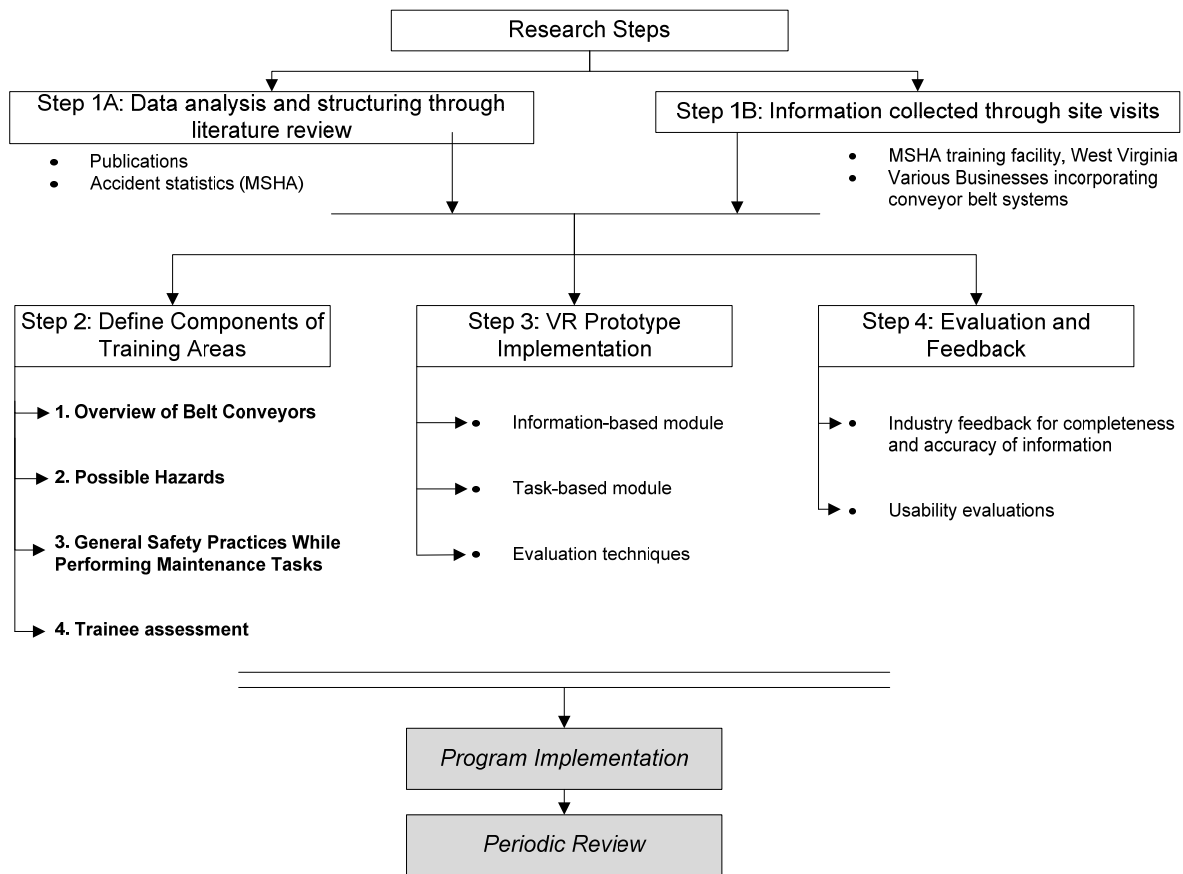 Research Steps
Step 1A: Data analysis and structuring through
literature review
• Publications
• Accident statistics (MSHA)
Step 1B: Information collected through site visits
• MSHA training facility, West Virginia
• Various Businesses incorporating
conveyor belt systems
Step 2: Define Components of
Training Areas
1. Overview of Belt Conveyors
2. Possible Hazards
3. General Safety Practices While
Performing Maintenance Tasks
4. Trainee assessment
Step 3: VR Prototype
Implementation
• Information-based module
• Task-based module
• Evaluation techniques
Step 4: Evaluation and
Feedback
• Industry feedback for completeness
and accuracy of information
• Usability evaluations
Program Implementation
Periodic Review